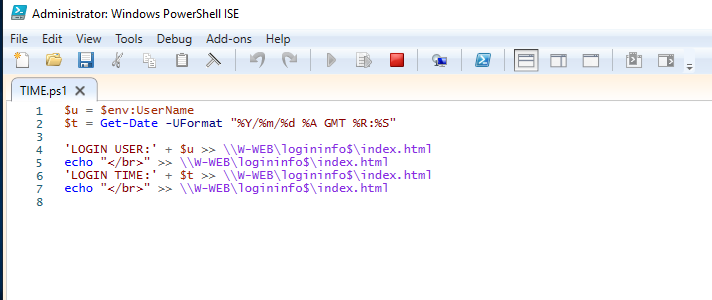 Administrator: Windows PowerShell ISE
File Edit View Tools Debug Add-ons Help
TIME.ps1
1 $u = $env:UserName
2 $t = Get-Date -UFormat "%Y/%m/%d %A GMT %R:%S"
3
4 'LOGIN USER:' + $u >> \\W-WEB\logininfo$\index.html
5 echo "</br>" >> \\W-WEB\logininfo$\index.html
6 'LOGIN TIME:' + $t >> \\W-WEB\logininfo$\index.html
7 echo "</br>" >> \\W-WEB\logininfo$\index.html
8